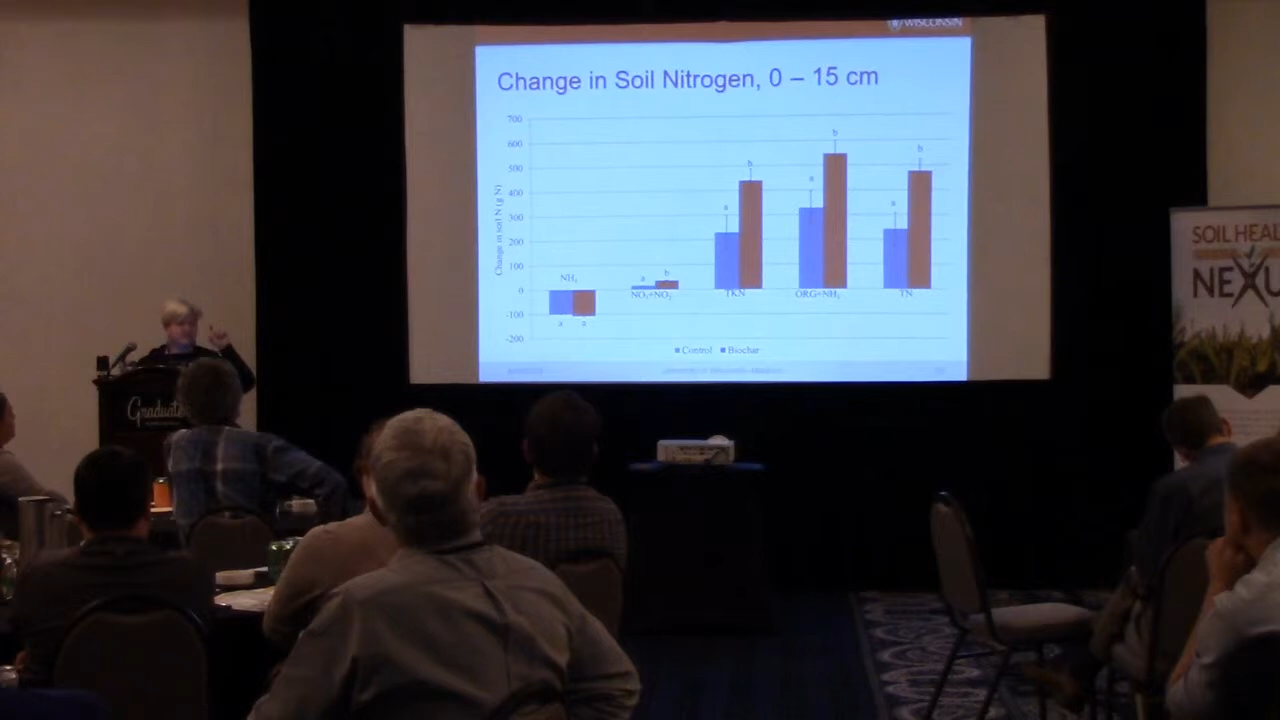 WISCONSIN
Change in Soil Nitrogen, 0 – 15 cm
700
600
500
400
300
200
100
0
-100
-200
Change in soil N (g N)
NH₄
a
a
a
b
NO₃+NO₂
a
b
TKN
a
b
ORG+NH₄
a
b
TN
Control
Biochar
Graduate
SOIL HEAL
NEXU